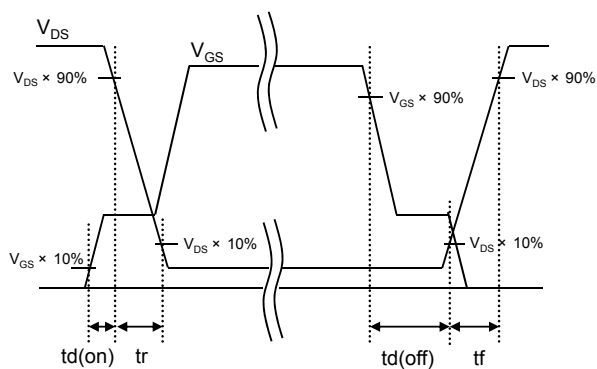 VDS
VGS
VDS × 90%
VDS × 90%
VGS × 90%
VDS × 10%
VDS × 10%
VGS × 10%
td(on)
tr
td(off)
tf